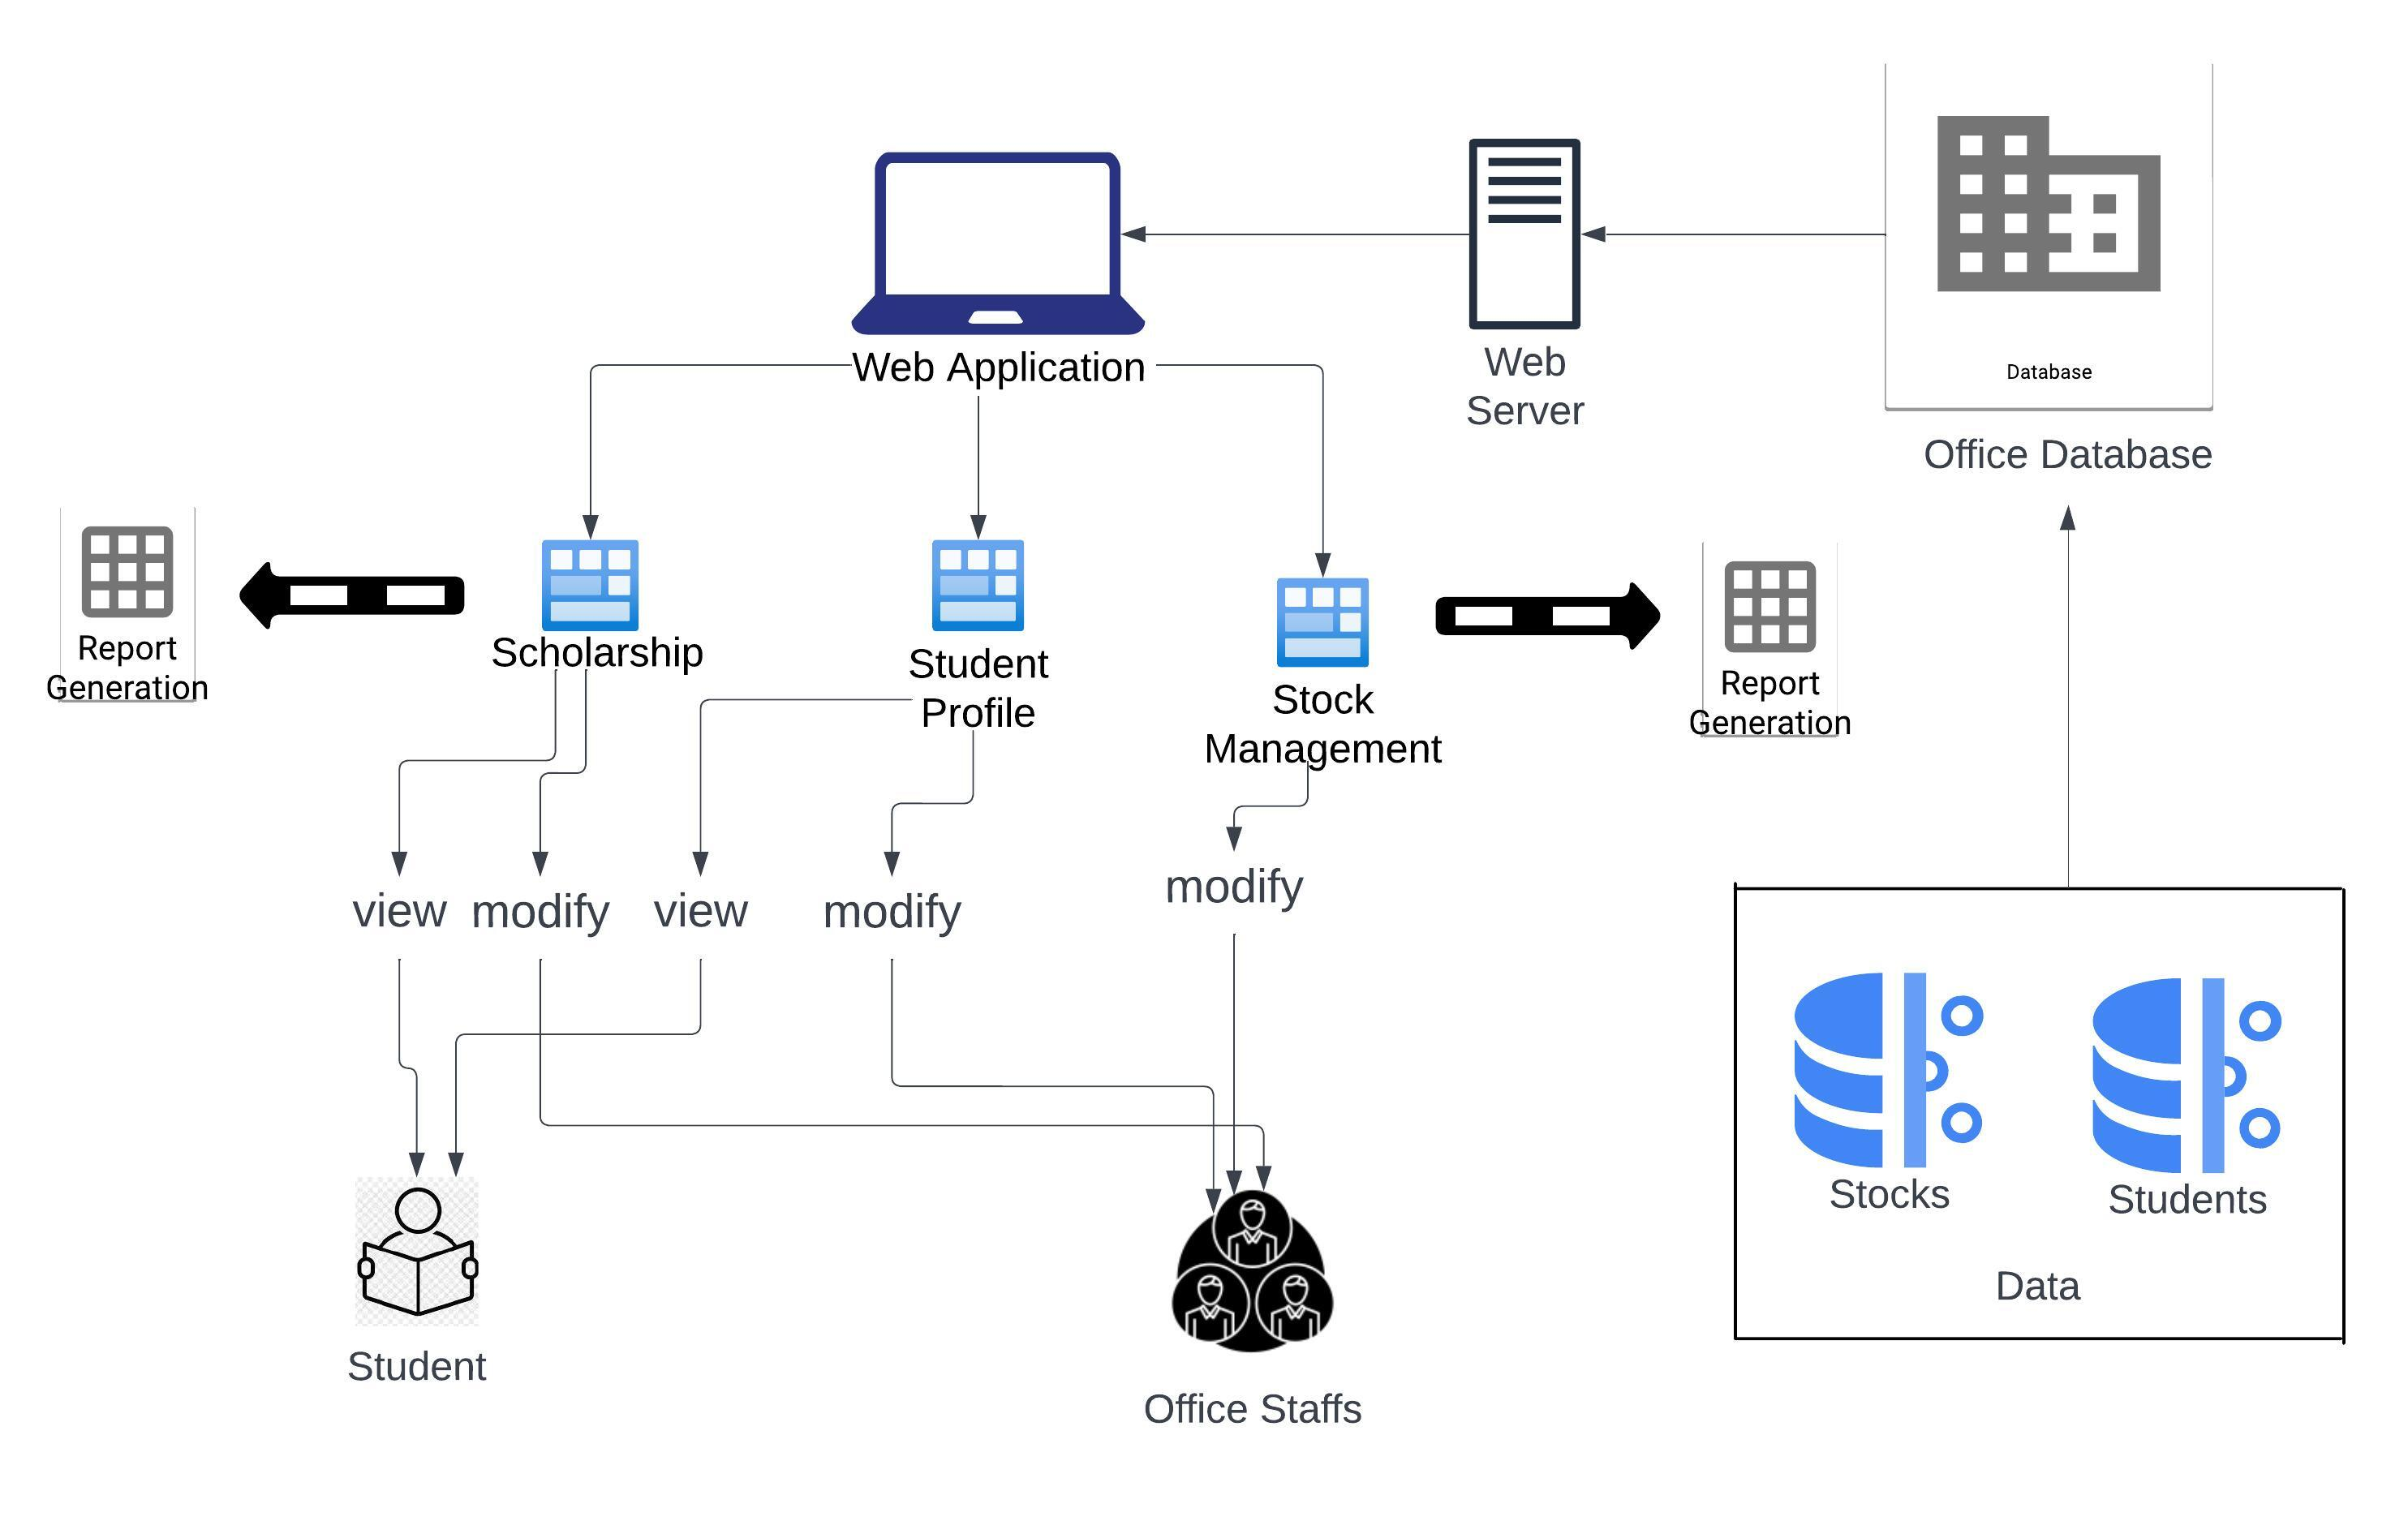 Web Application
Web
Server
Database
Office Database
Report
Generation
Scholarship
Student
Profile
Stock
Management
Report
Generation
view
modify
view
modify
modify
Stocks
Students
Data
Student
Office Staffs